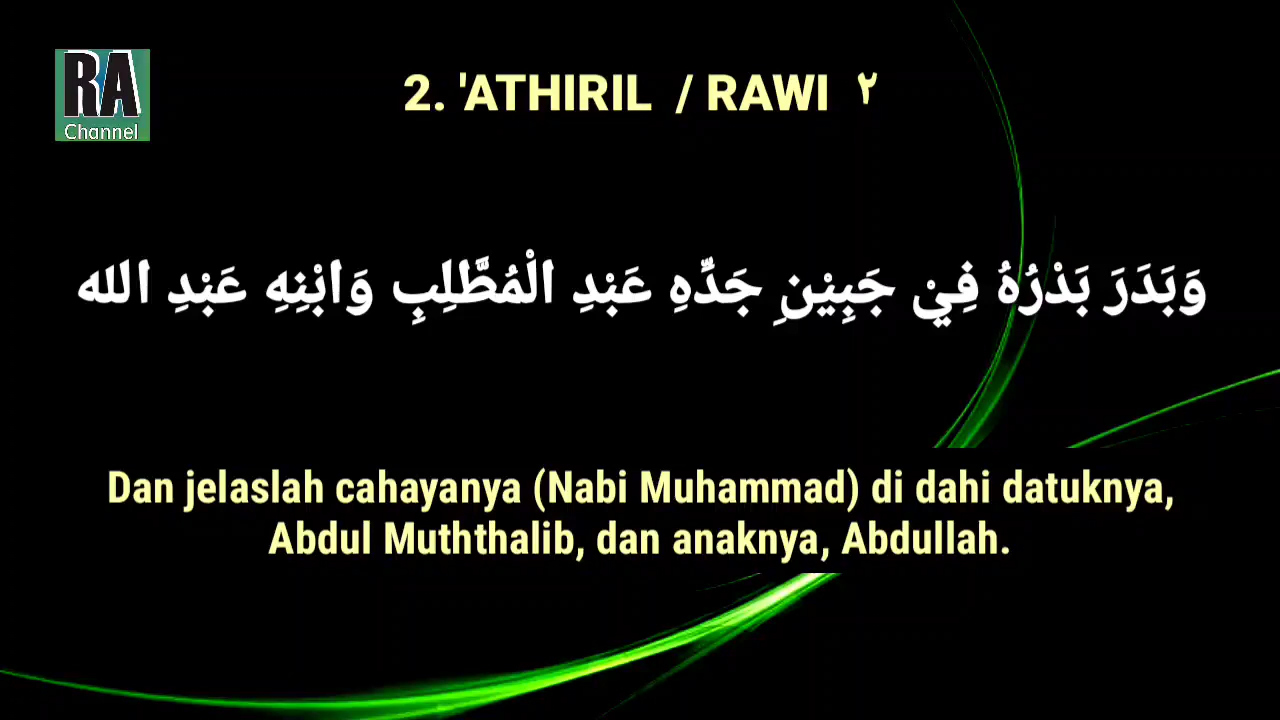 RA
Channel
2. 'ATHIRIL / RAWI ٢
وَبَدَرَ بَدْرُهُ فِيْ جَبِيْنِ جَدِّهِ عَبْدِ الْمُطَّلِبِ وَابْنِهِ عَبْدِ الله
Dan jelaslah cahayanya (Nabi Muhammad) di dahi datuknya,
Abdul Muththalib, dan anaknya, Abdullah.